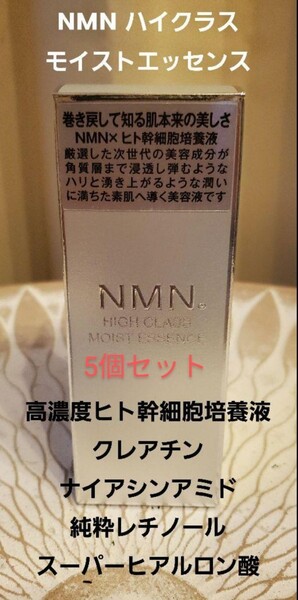 NMN ハイクラス
モイストエッセンス
巻き戻して知る肌本来の美しさ
NMN×ヒト幹細胞培養液
厳選した次世代の美容成分が
角質層まで浸透し弾むような
ハリと湧き上がるような潤い
に満ちた素肌へ導く美容液です
NMN®
HIGH CLASS
MOIST ESSENCE
5個セット
高濃度ヒト幹細胞培養液
クレアチン
ナイアシンアミド
純粋レチノール
スーパーヒアルロン酸